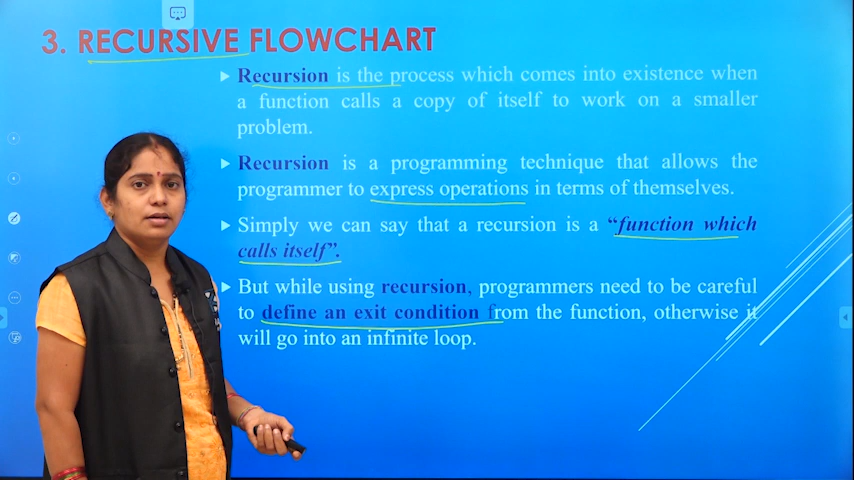 3. RECURSIVE FLOWCHART
Recursion is the process which comes into existence when
a function calls a copy of itself to work on a smaller
problem.
Recursion is a programming technique that allows the
programmer to express operations in terms of themselves.
Simply we can say that a recursion is a “function which
calls itself”.
But while using recursion, programmers need to be careful
to define an exit condition from the function, otherwise it
will go into an infinite loop.